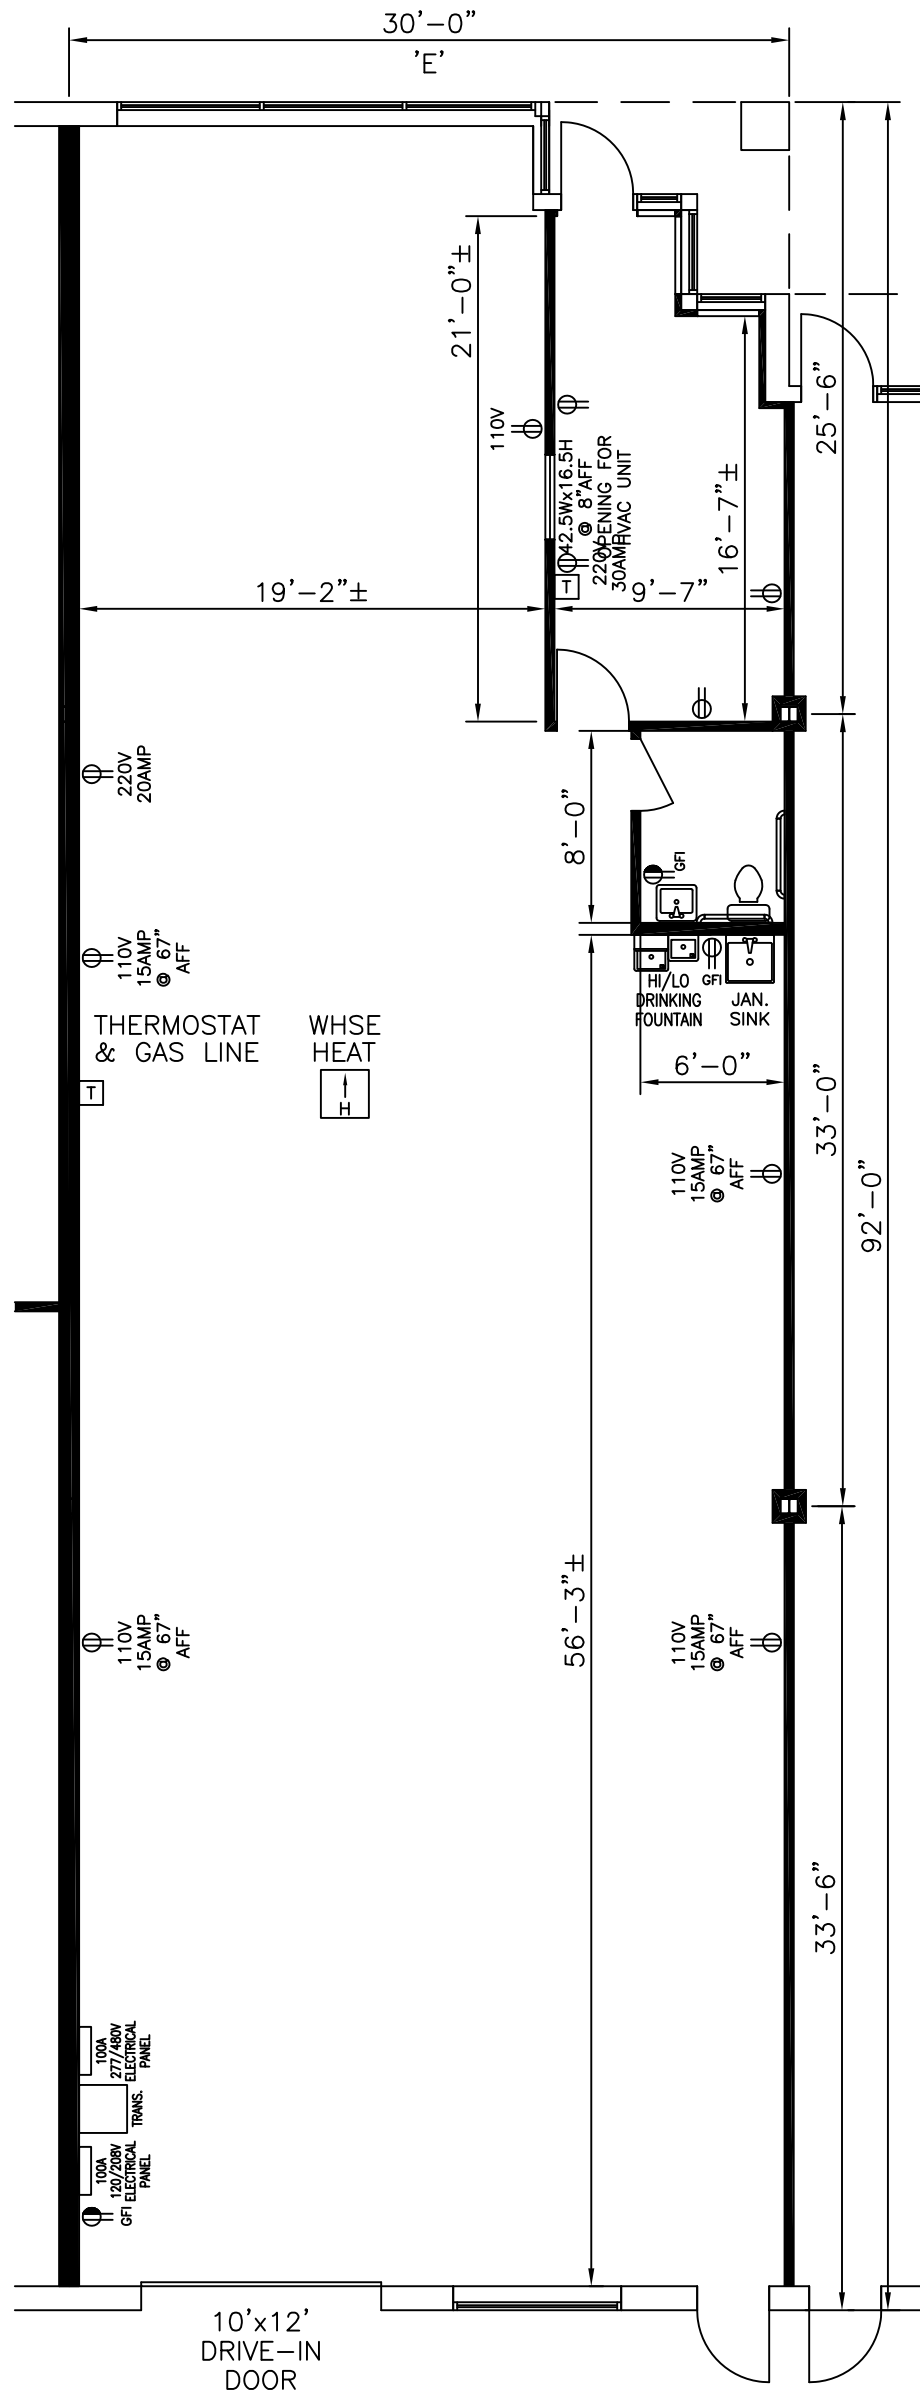 30'-0"
'E'
21'-0"±
110V
42.5Wx16.5H
@ 8"AFF
OPENING FOR
HVAC UNIT
220V
30AMP
T
25'-6"
16'-7"±
19'-2"±
9'-7"
220V
20AMP
8'-0"
GFI
110V
15AMP
@ 67"
AFF
HI/LO
DRINKING
FOUNTAIN
GFI
JAN.
SINK
THERMOSTAT
& GAS LINE
WHSE
HEAT
T
H
6'-0"
33'-0"
92'-0"
110V
15AMP
@ 67"
AFF
56'-3"±
110V
15AMP
@ 67"
AFF
110V
15AMP
@ 67"
AFF
33'-6"
100A
277/480V
ELECTRICAL
PANEL
TRANS.
100A
120/208V
ELECTRICAL
PANEL
GFI
10'x12'
DRIVE-IN
DOOR